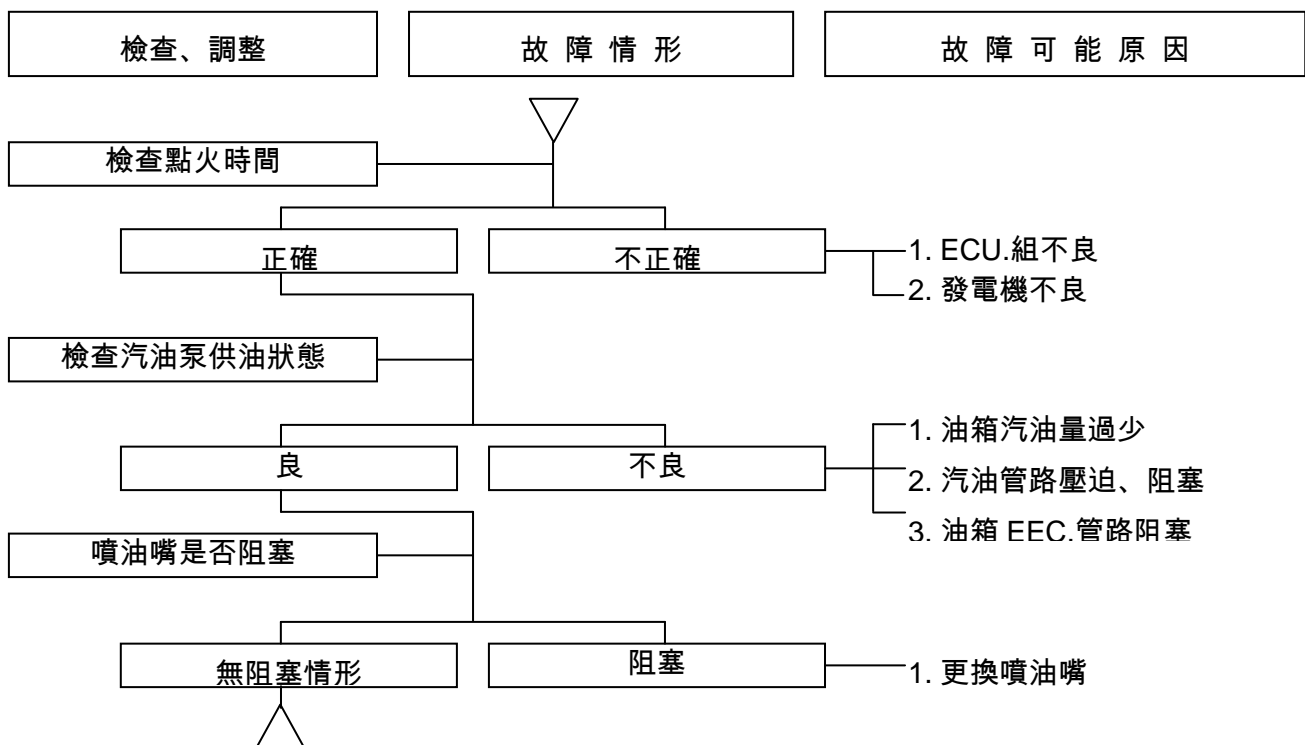 檢查、調整
故障情形
故障可能原因
檢查點火時間
正確
不正確
1. ECU.組不良
2. 發電機不良
檢查汽油泵供油狀態
良
不良
1. 油箱汽油量過少
2. 汽油管路壓迫、阻塞
3. 油箱 EEC.管路阻塞
噴油嘴是否阻塞
無阻塞情形
阻塞
1. 更換噴油嘴